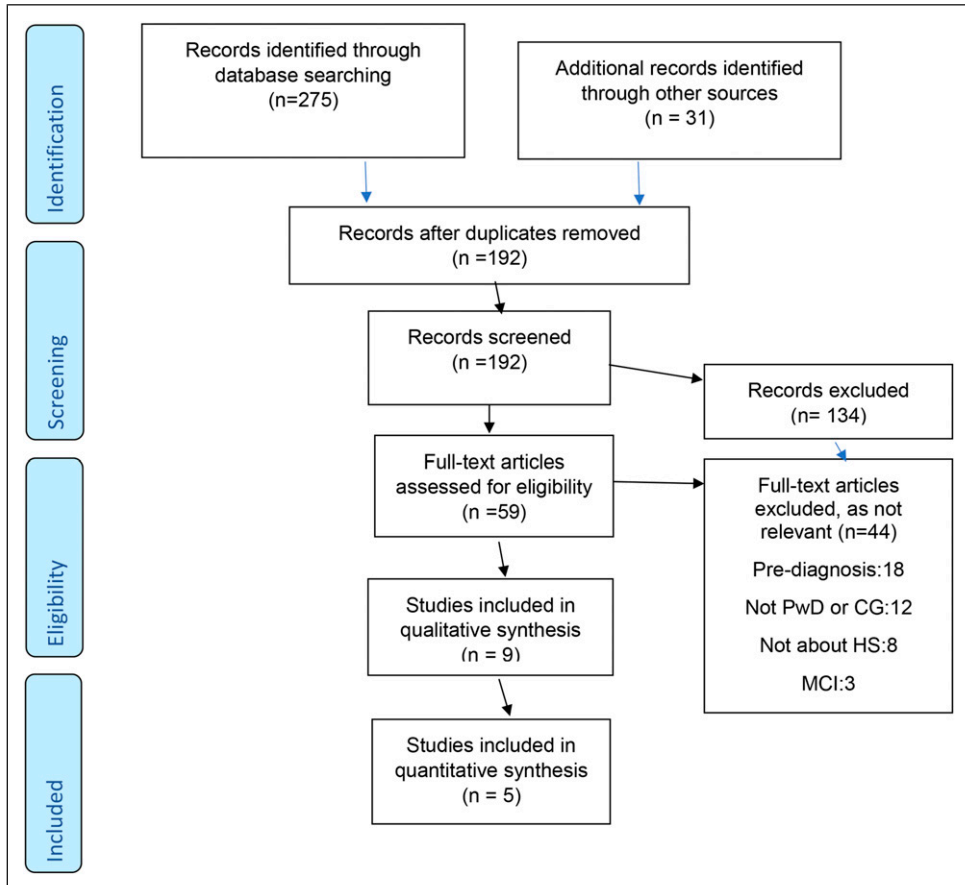 Identification
Records identified through
database searching
(n=275)
Additional records identified
through other sources
(n = 31)
Records after duplicates removed
(n =192)
Screening
Records screened
(n =192)
Records excluded
(n= 134)
Eligibility
Full-text articles
assessed for eligibility
(n =59)
Full-text articles
excluded, as not
relevant (n=44)
Pre-diagnosis:18
Not PwD or CG:12
Not about HS:8
MCI:3
Studies included in
qualitative synthesis
(n = 9)
Included
Studies included in
quantitative synthesis
(n = 5)